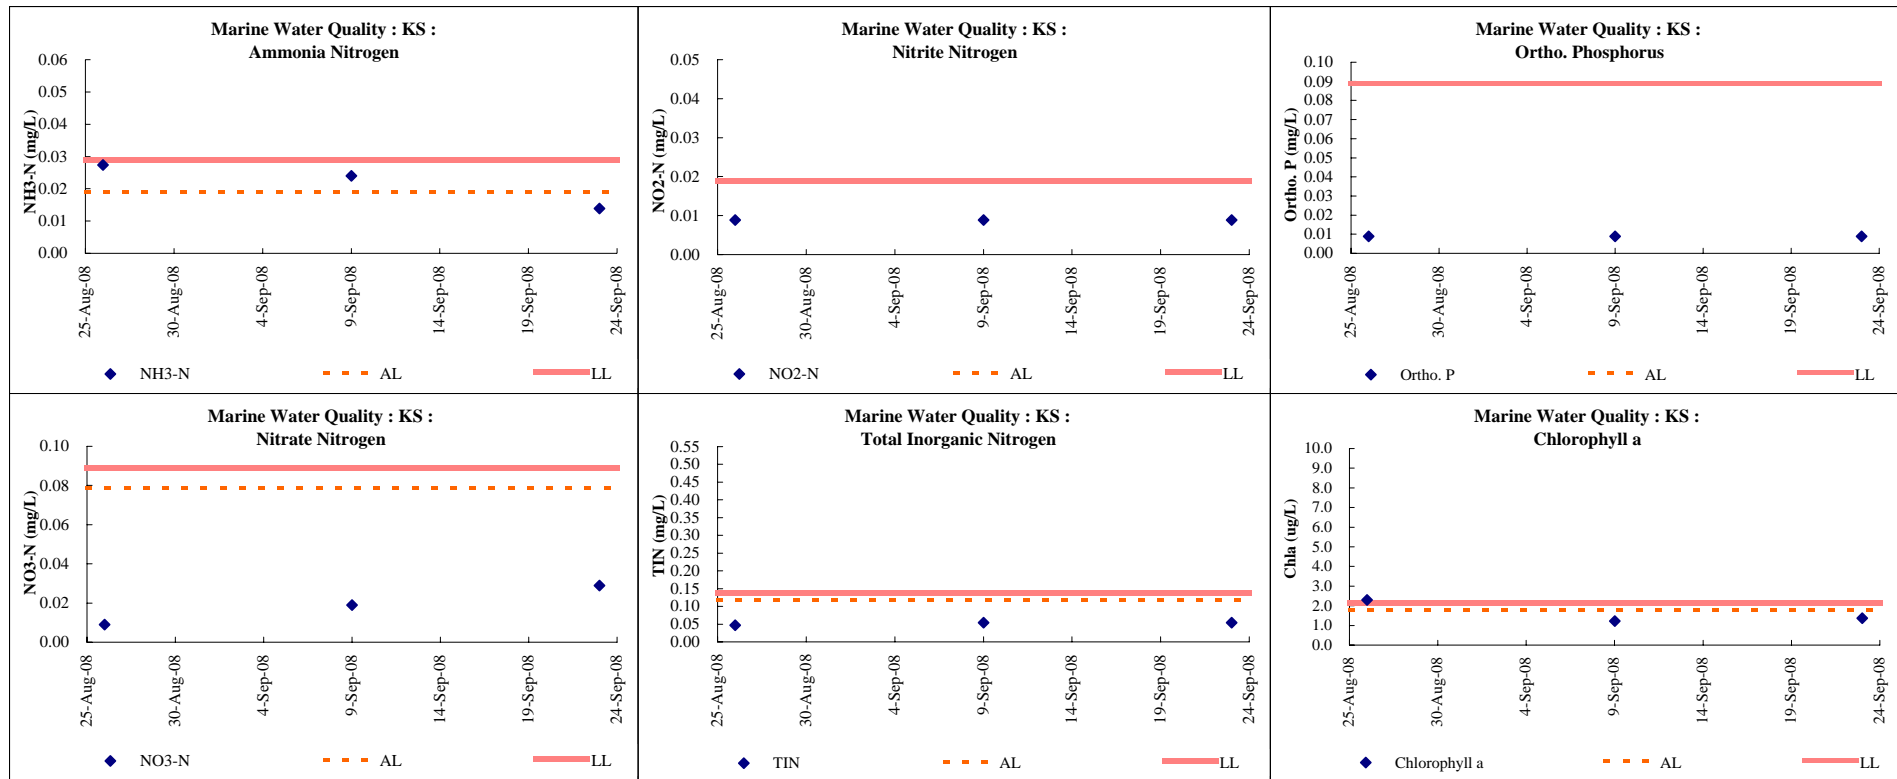 Marine Water Quality : KS :
Ammonia Nitrogen
0.06
0.05
0.04
0.03
0.02
0.01
0.00
NH3-N (mg/L)
25-Aug-08
30-Aug-08
4-Sep-08
9-Sep-08
14-Sep-08
19-Sep-08
24-Sep-08
NH3-N AL LL
Marine Water Quality : KS :
Nitrite Nitrogen
0.05
0.04
0.03
0.02
0.01
0.00
NO2-N (mg/L)
25-Aug-08
30-Aug-08
4-Sep-08
9-Sep-08
14-Sep-08
19-Sep-08
24-Sep-08
NO2-N AL LL
Marine Water Quality : KS :
Ortho. Phosphorus
0.10
0.09
0.08
0.07
0.06
0.05
0.04
0.03
0.02
0.01
0.00
Ortho. P (mg/L)
25-Aug-08
30-Aug-08
4-Sep-08
9-Sep-08
14-Sep-08
19-Sep-08
24-Sep-08
Ortho. P AL LL
Marine Water Quality : KS :
Nitrate Nitrogen
0.10
0.08
0.06
0.04
0.02
0.00
NO3-N (mg/L)
25-Aug-08
30-Aug-08
4-Sep-08
9-Sep-08
14-Sep-08
19-Sep-08
24-Sep-08
NO3-N AL LL
Marine Water Quality : KS :
Total Inorganic Nitrogen
0.55
0.50
0.45
0.40
0.35
0.30
0.25
0.20
0.15
0.10
0.05
0.00
TIN (mg/L)
25-Aug-08
30-Aug-08
4-Sep-08
9-Sep-08
14-Sep-08
19-Sep-08
24-Sep-08
TIN AL LL
Marine Water Quality : KS :
Chlorophyll a
10.0
9.0
8.0
7.0
6.0
5.0
4.0
3.0
2.0
1.0
0.0
Chla (ug/L)
25-Aug-08
30-Aug-08
4-Sep-08
9-Sep-08
14-Sep-08
19-Sep-08
24-Sep-08
Chlorophyll a AL LL